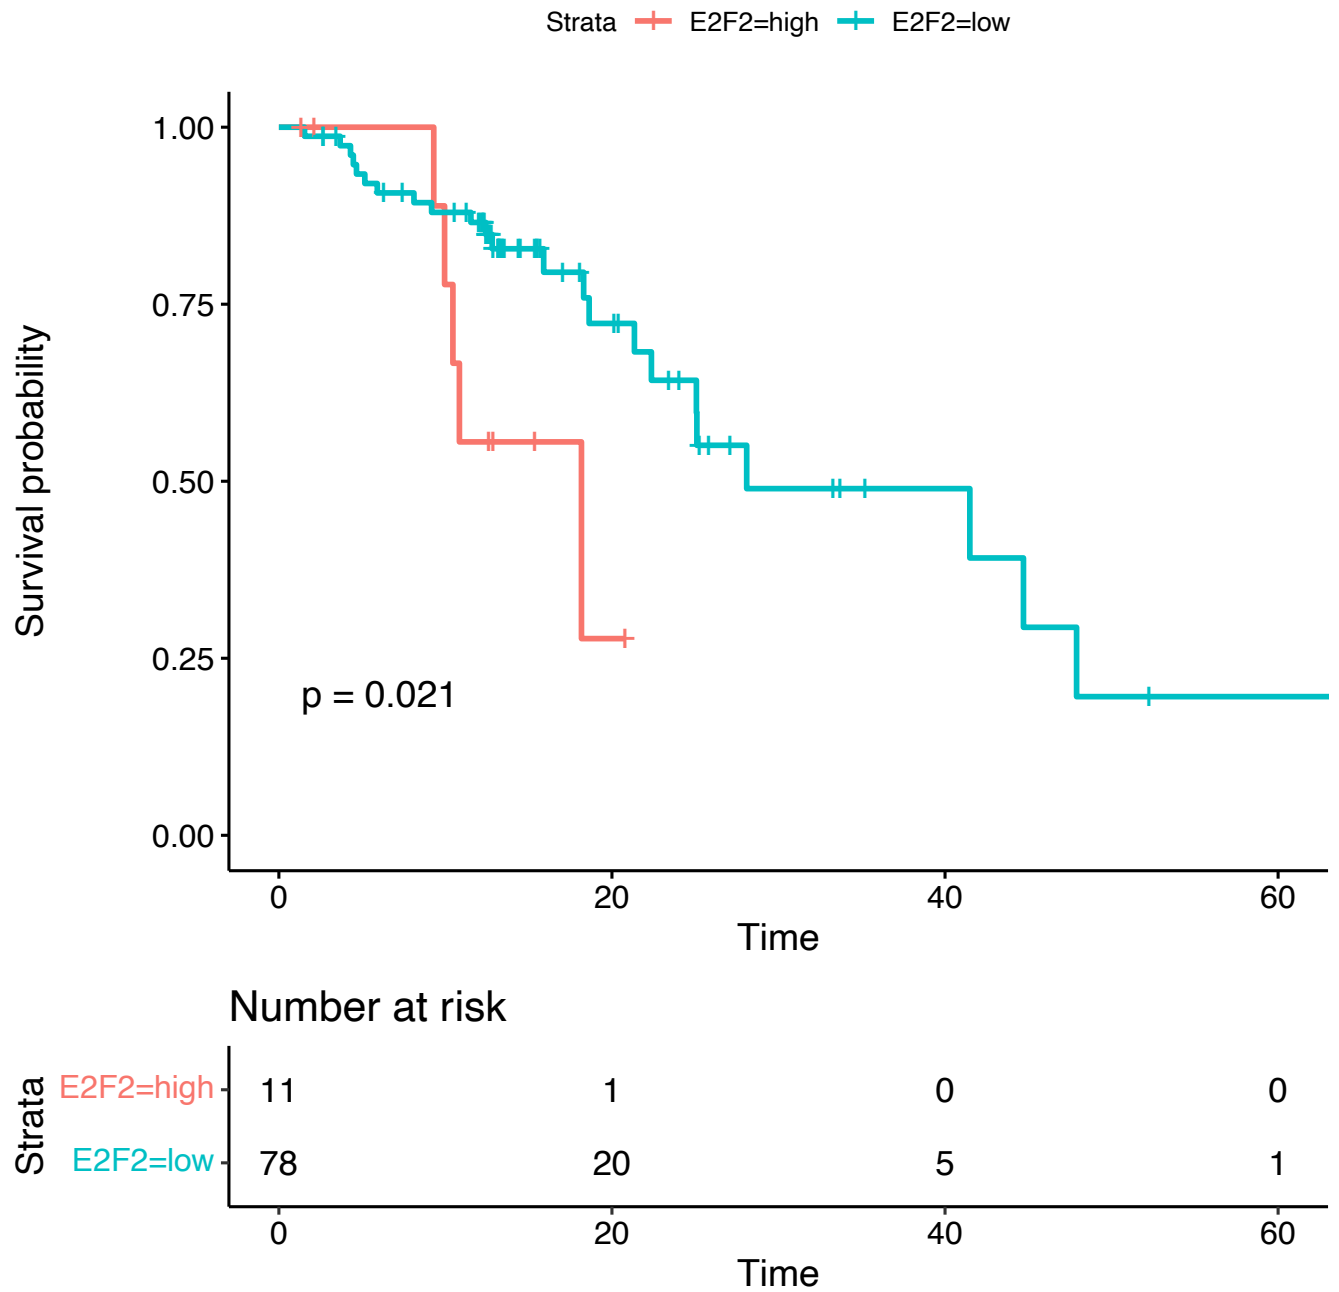 Strata E2F2=high E2F2=low
Survival probability
1.00
0.75
0.50
0.25
0.00
p = 0.021
0 20 40 60
Time
Number at risk
Strata
E2F2=high 11 1 0 0
E2F2=low 78 20 5 1
0 20 40 60
Time